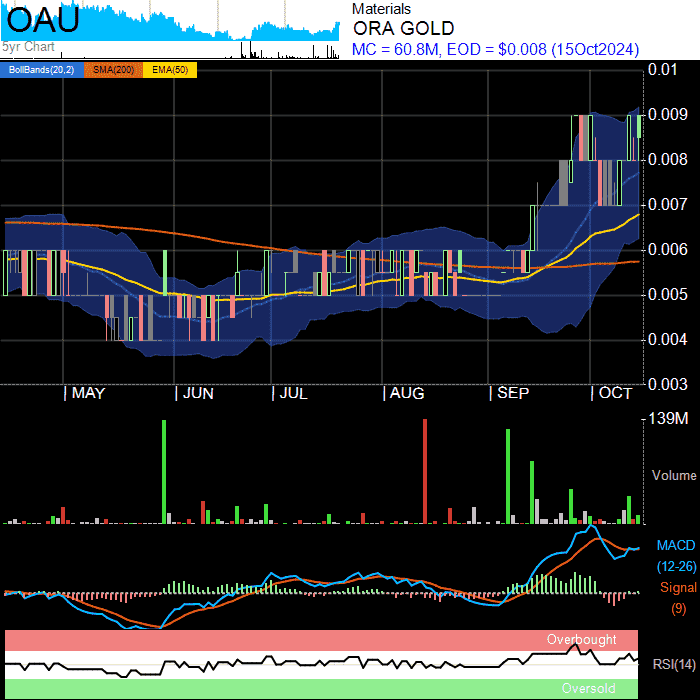 OAU
5yr Chart
Materials
ORA GOLD
MC = 60.8M, EOD = $0.008 (15Oct2024)
BollBands(20,2) SMA(200) EMA(50)
0.01
0.009
0.008
0.007
0.006
0.005
0.004
0.003
MAY JUN JUL AUG SEP OCT
139M
Volume
MACD
(12-26)
Signal
(9)
Overbought
RSI(14)
Oversold